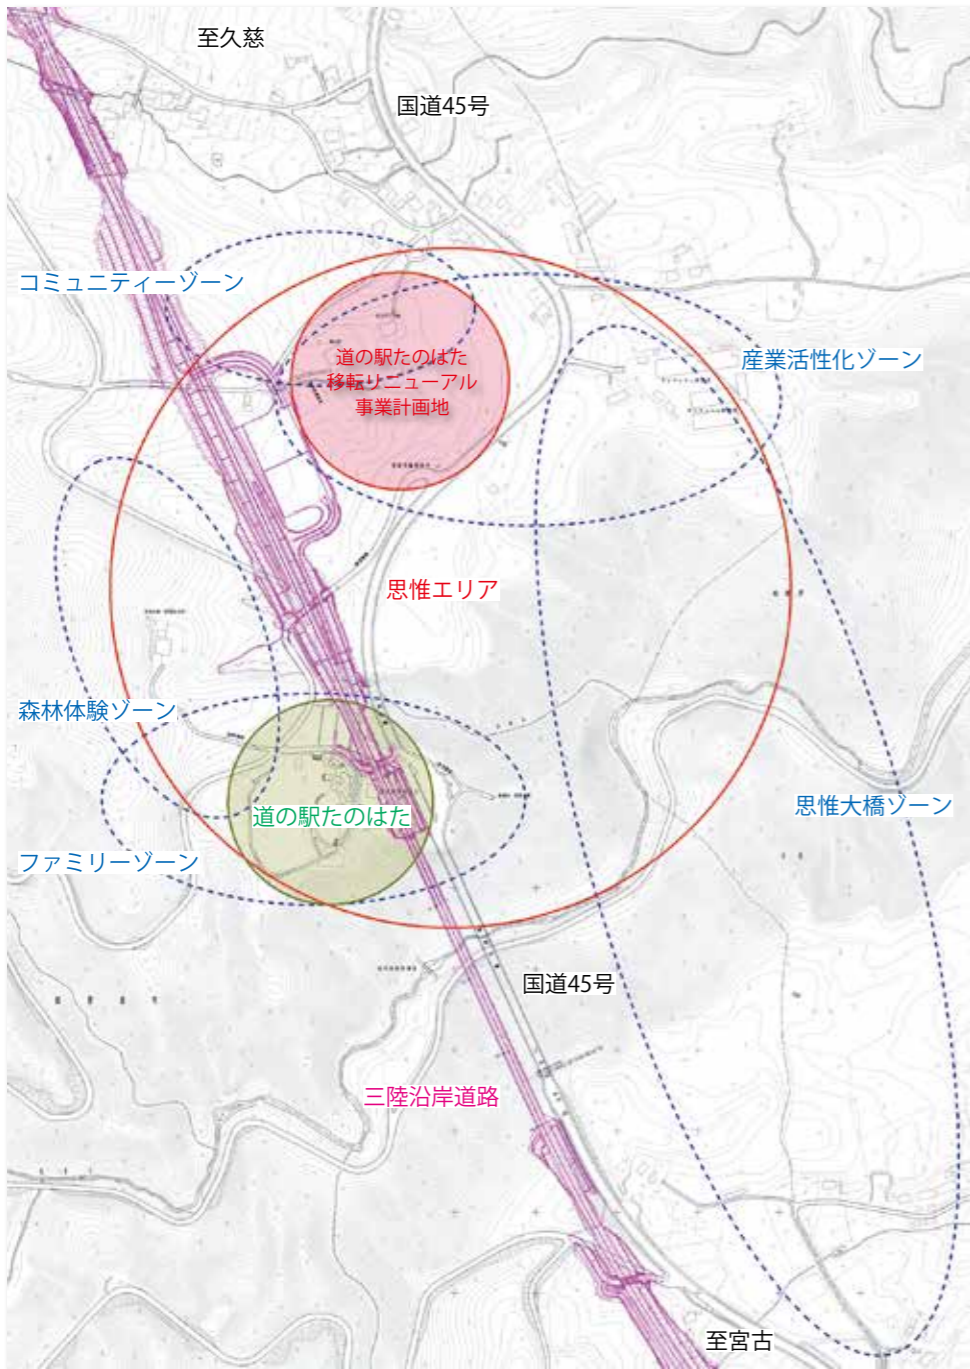 至久慈
国道45号
コミュニティーゾーン
道の駅たのはた
移転リニューアル
事業計画地
産業活性化ゾーン
思惟エリア
森林体験ゾーン
思惟大橋ゾーン
道の駅たのはた
ファミリーゾーン
国道45号
三陸沿岸道路
至宮古